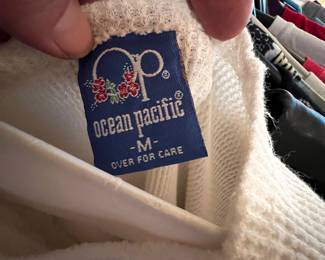 Op®
ocean pacific®
-M-
OVER FOR CARE